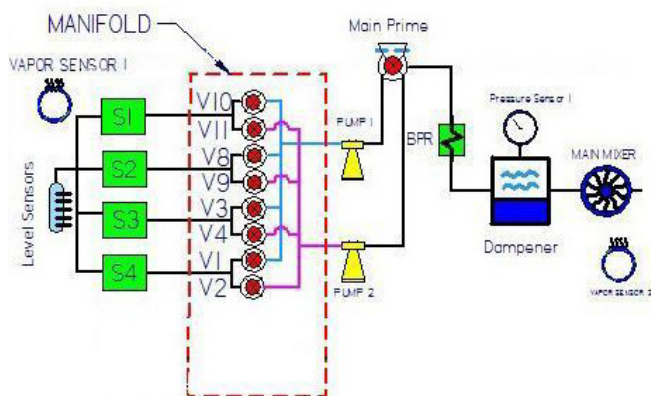 MANIFOLD
Main Prime
VAPOR SENSOR 1
V10
S1
V11
PUMP 1
Pressure Sensor 1
BPR
V8
S2
V9
MAIN MIXER
Level Sensors
V3
S3
V4
Dampener
V1
S4
V2
PUMP 2
VAPOR SENSOR 2